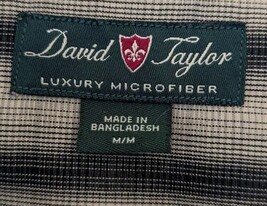 David Taylor
LUXURY MICROFIBER
MADE IN
BANGLADESH
M/M